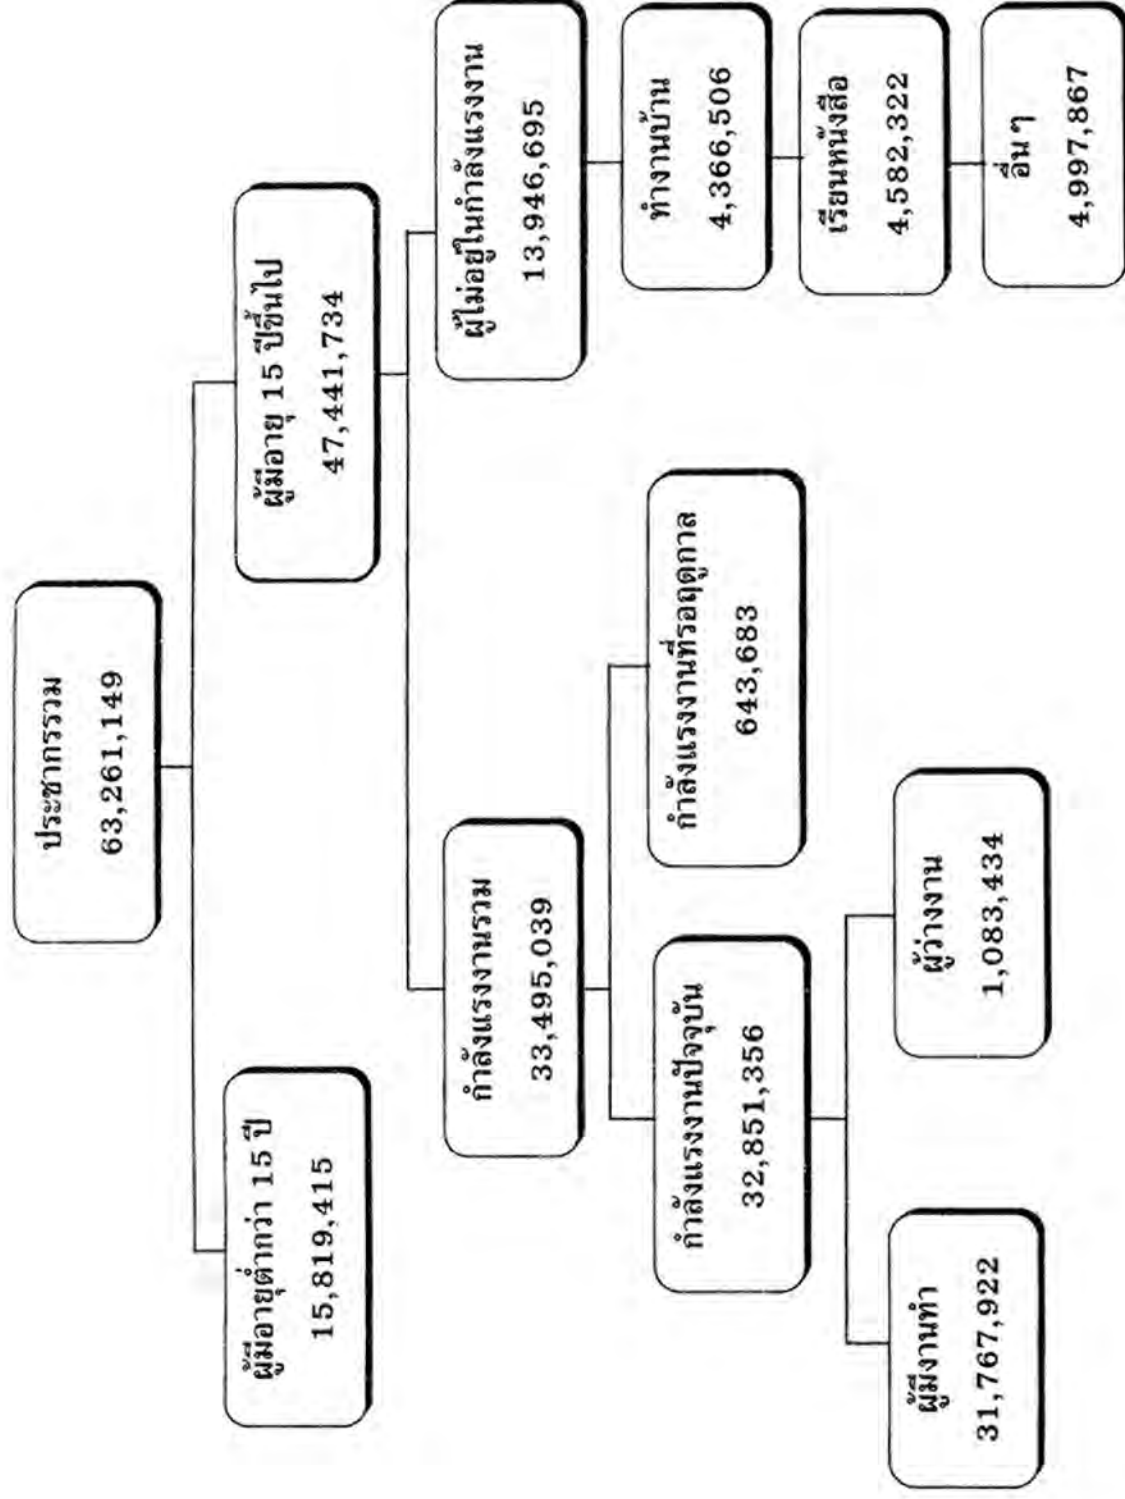 ประชากรรวม
63,261,149
ผู้มีอายุต่ำกว่า 15 ปี
15,819,415
ผู้มีอายุ 15 ปีขึ้นไป
47,441,734
กำลังแรงงานรวม
33,495,039
ผู้ไม่อยู่ในกำลังแรงงาน
13,946,695
กำลังแรงงานปัจจุบัน
32,851,356
กำลังแรงงานที่รอฤดูกาล
643,683
ทำงานบ้าน
4,366,506
เรียนหนังสือ
4,582,322
อื่นๆ
4,997,867
ผู้มีงานทำ
31,767,922
ผู้ว่างงาน
1,083,434